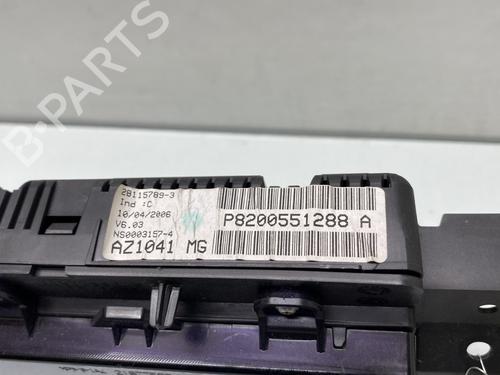 B-Parts
28115789-3
Ind :C
10/04/2006
V6.03
NS0003157-4
AZ1041 MG
P8200551288 A